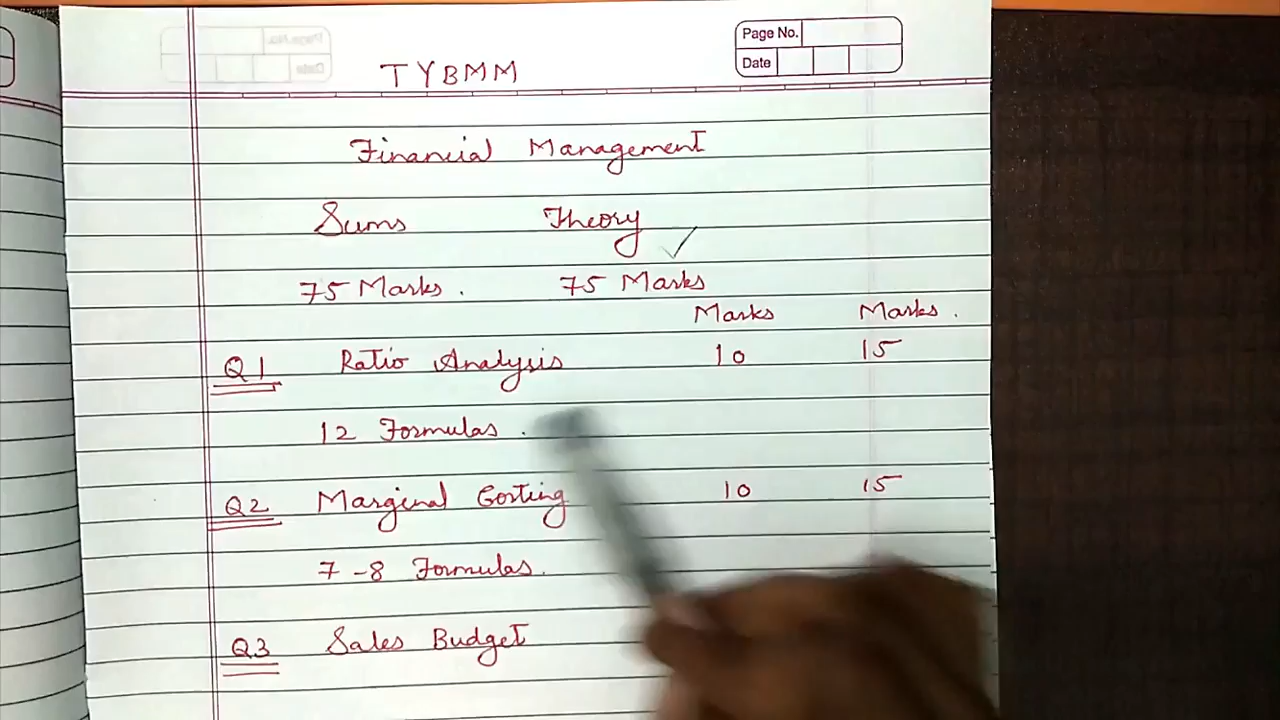 Page No.
Date
TYBMM
Financial Management
Sums Theory ✓
75 Marks. 75 Marks
Marks Marks.
Q1 Ratio Analysis 10 15
12 Formulas.
Q2 Marginal Costing 10 15
7-8 Formulas.
Q3 Sales Budget